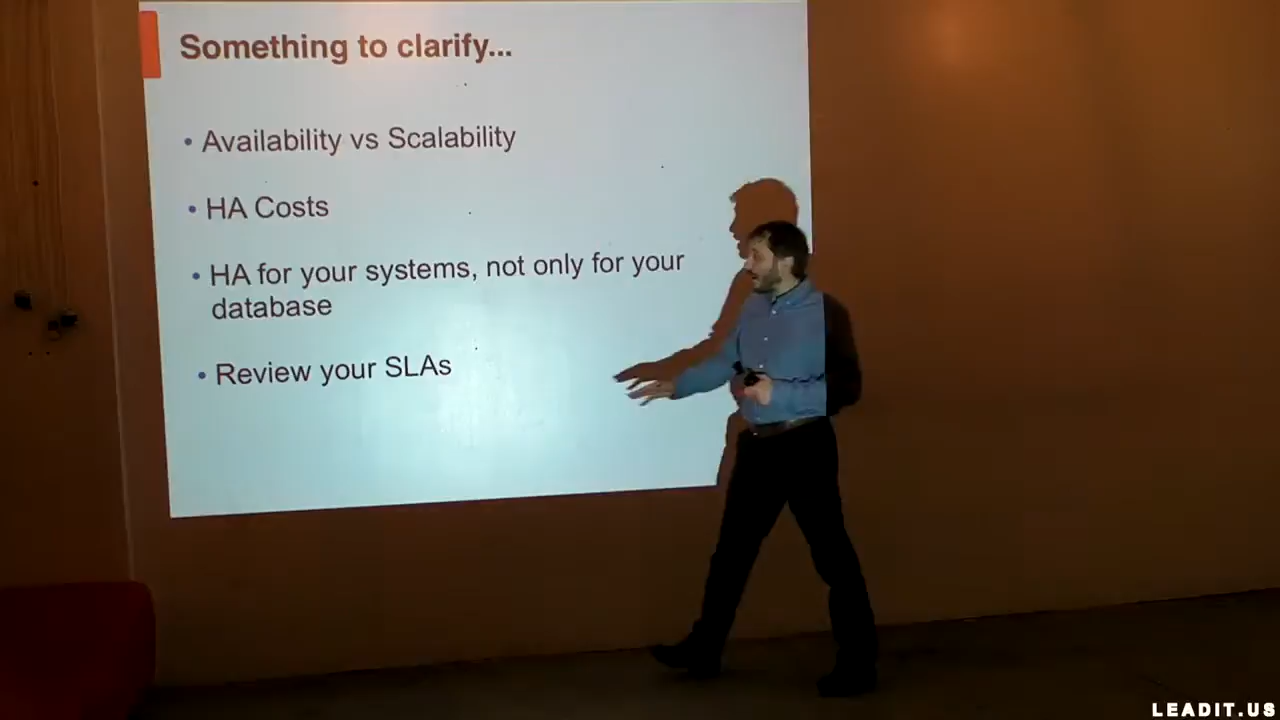 Something to clarify...
• Availability vs Scalability
• HA Costs
• HA for your systems, not only for your
database
• Review your SLAs
LEADIT.US